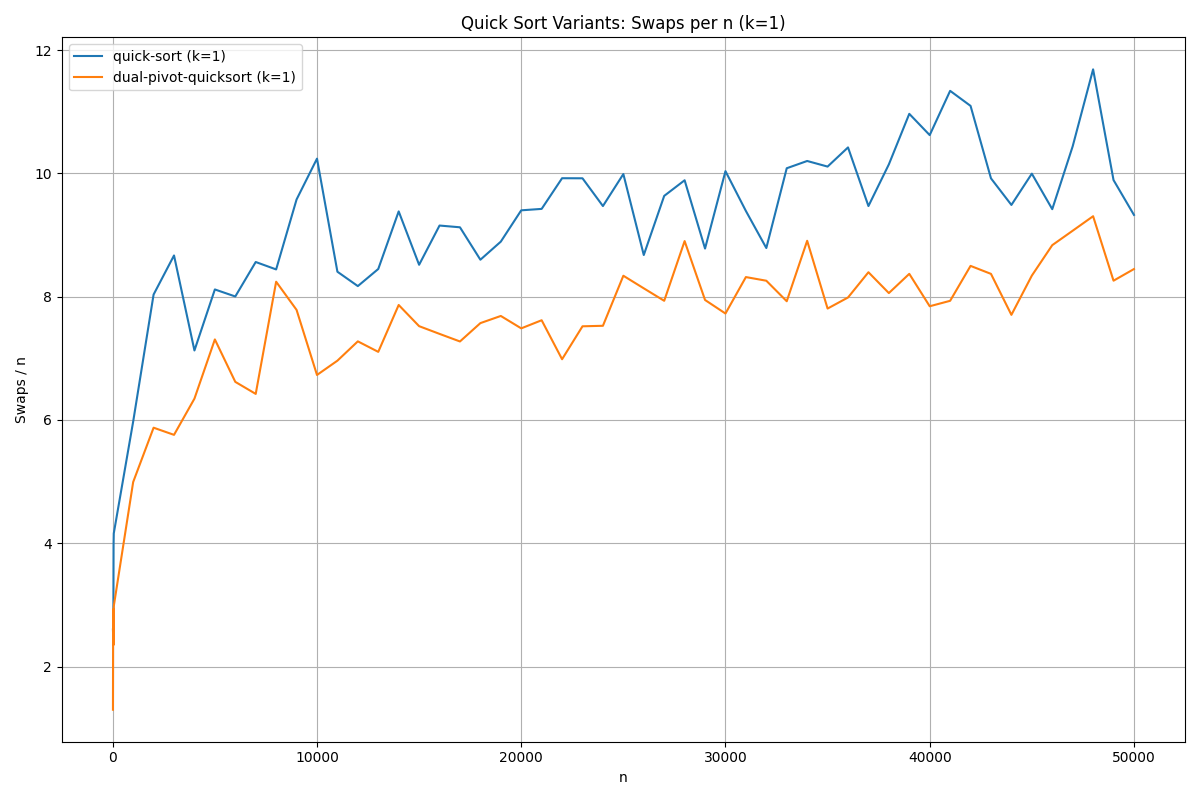 Quick Sort Variants: Swaps per n (k=1)
quick-sort (k=1)
dual-pivot-quicksort (k=1)
12
10
8
6
4
2
Swaps / n
0 10000 20000 30000 40000 50000
n